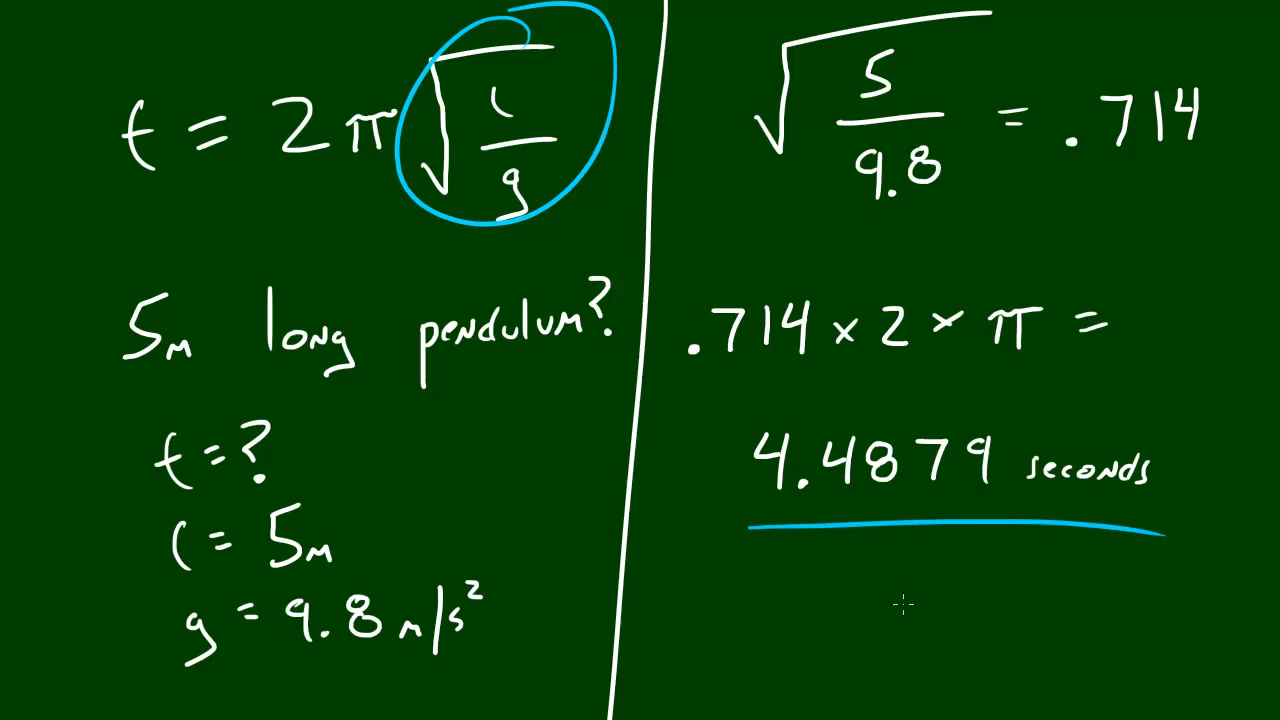 t = 2π√(l/g)
5m long pendulum?
t = ?
l = 5m
g = 9.8 m/s²
√(5/9.8) = .714
.714 × 2 × π =
4.4879 seconds